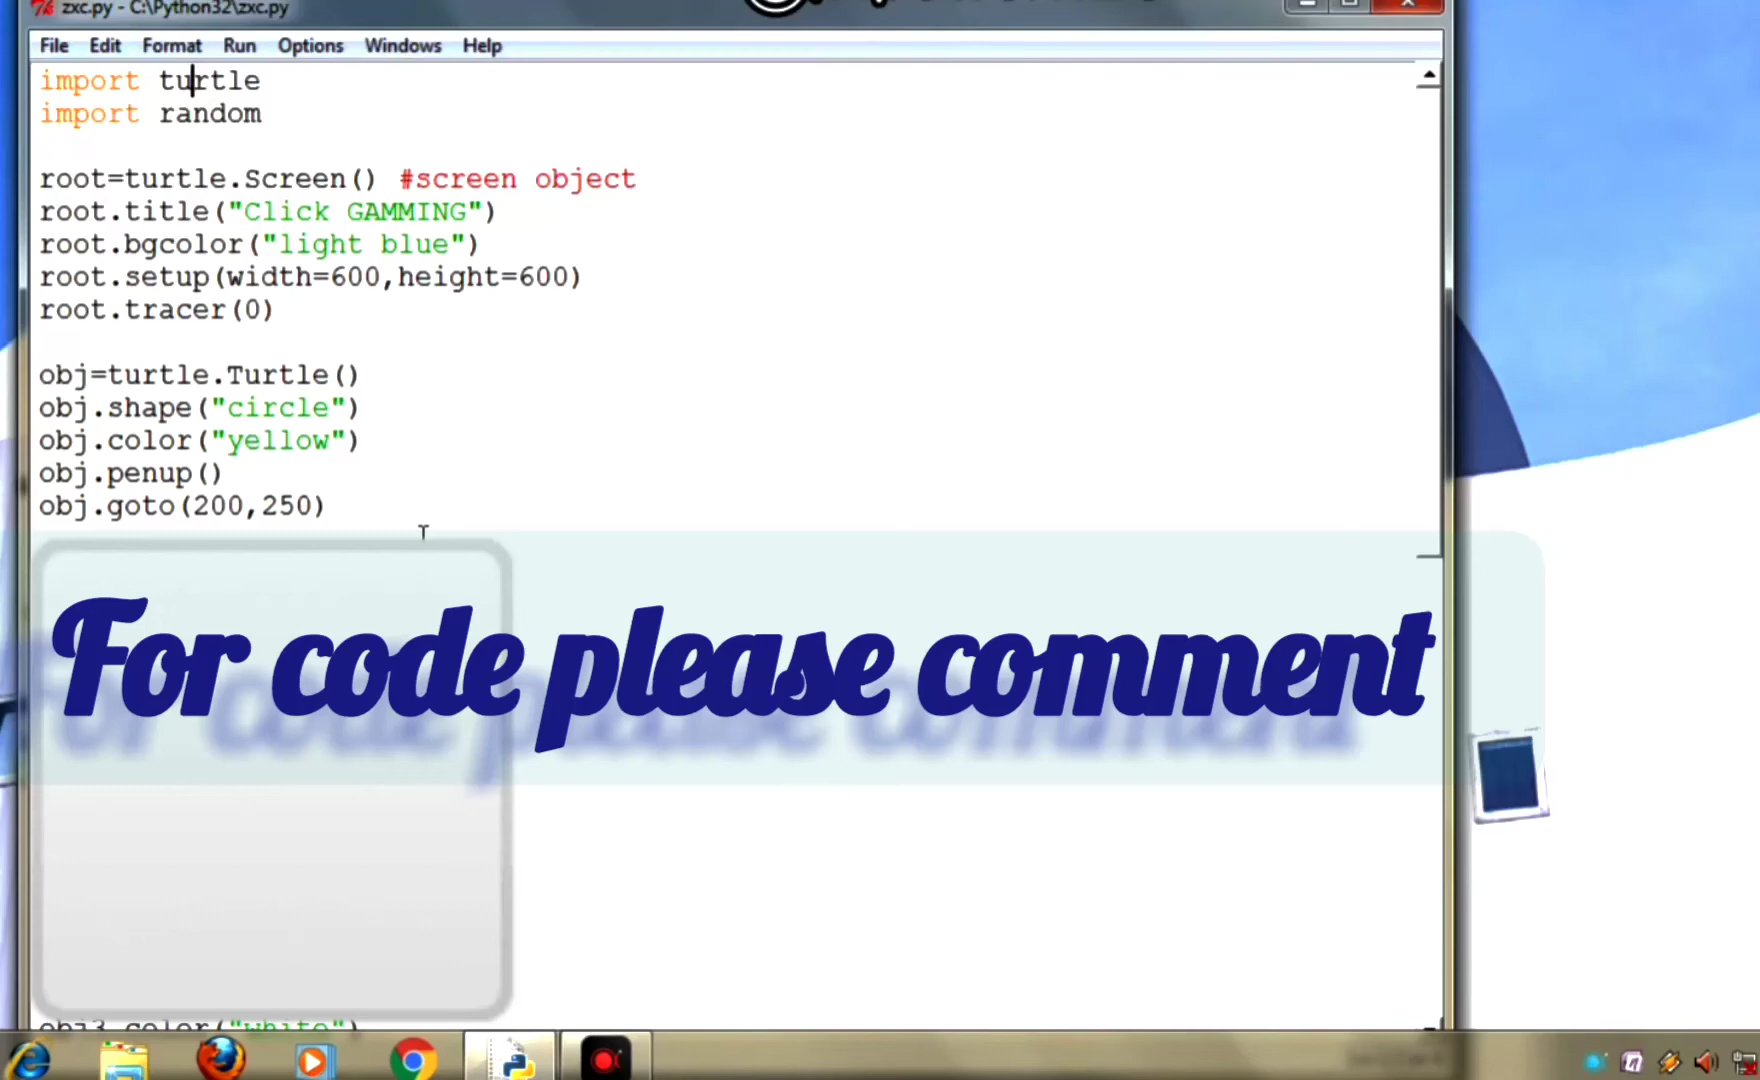 zxc.py - C:\Python32\zxc.py
File Edit Format Run Options Windows Help
import turtle
import random
root=turtle.Screen() #screen object
root.title("Click GAMMING")
root.bgcolor("light blue")
root.setup(width=600,height=600)
root.tracer(0)
obj=turtle.Turtle()
obj.shape("circle")
obj.color("yellow")
obj.penup()
obj.goto(200,250)
For code please comment
obj3.color("white")